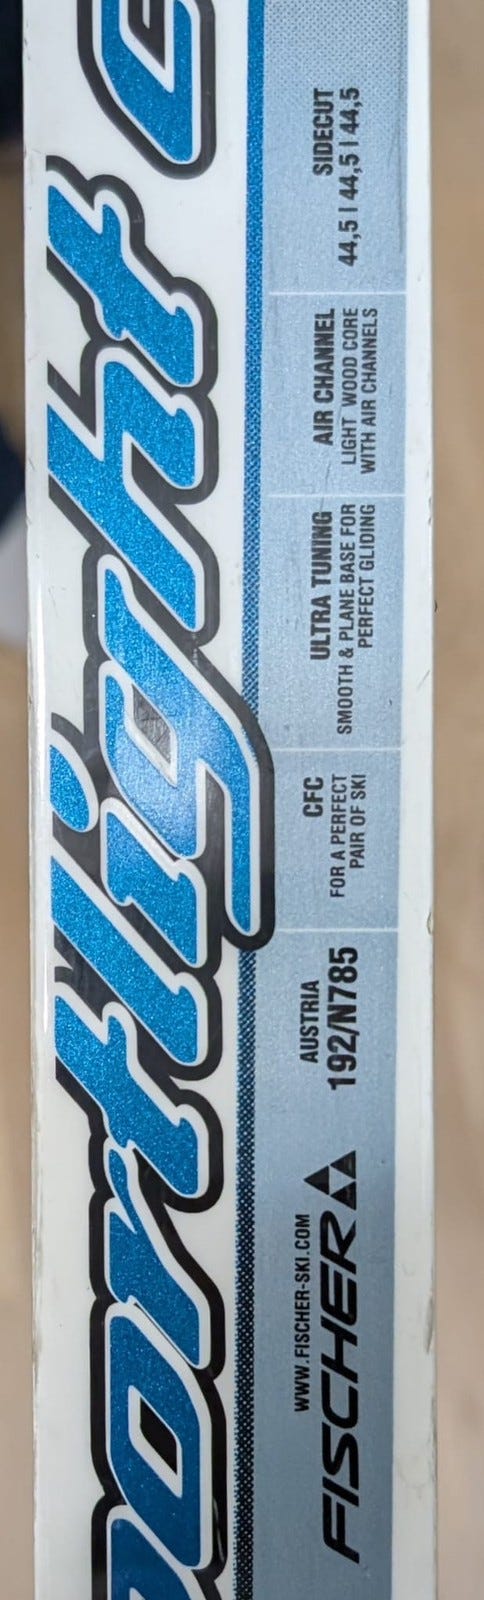 ortlight
WWW.FISCHER-SKI.COM
FISCHER
AUSTRIA
192/N785
CFC
FOR A PERFECT
PAIR OF SKI
ULTRA TUNING
SMOOTH & PLANE BASE FOR
PERFECT GLIDING
AIR CHANNEL
LIGHT WOOD CORE
WITH AIR CHANNELS
SIDECUT
44,5 I 44,5 I 44,5